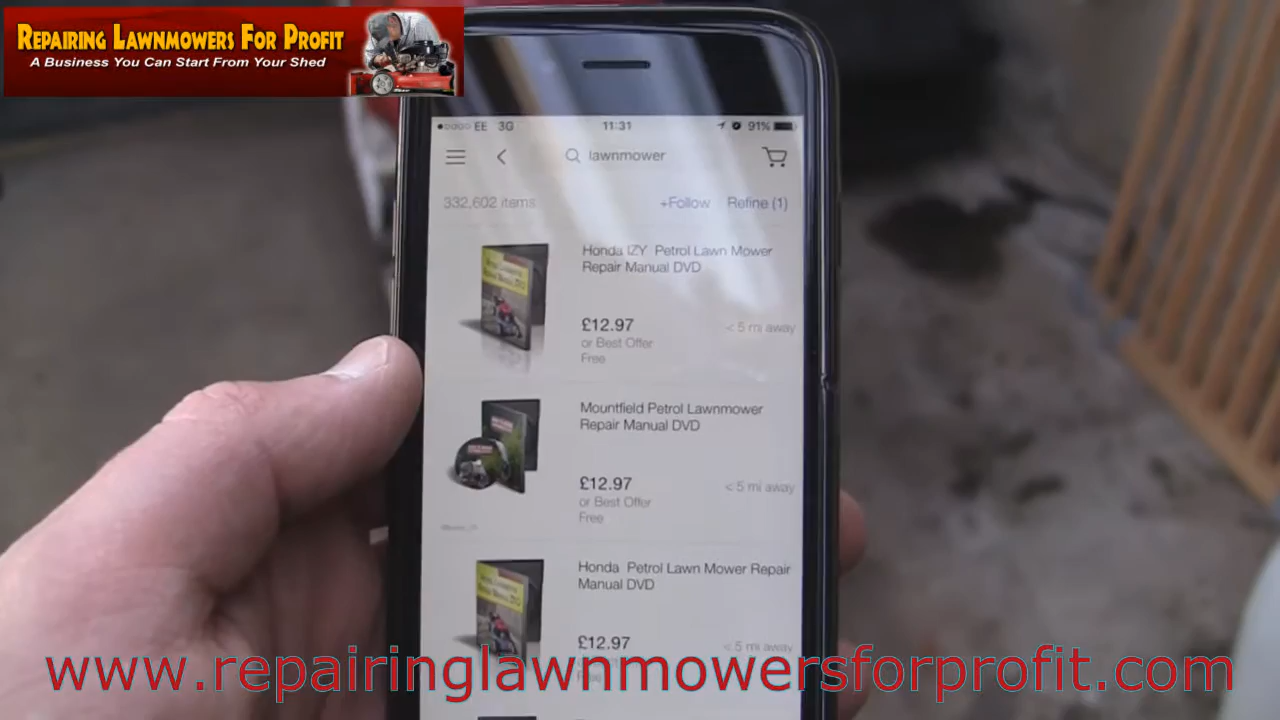 REPAIRING LAWNMOWERS FOR PROFIT
A Business You Can Start From Your Shed
EE 3G 11:31 91%
lawnmower
332,602 items +Follow Refine (1)
Honda IZY Petrol Lawn Mower
Repair Manual DVD
£12.97 < 5 mi away
or Best Offer
Free
Mountfield Petrol Lawnmower
Repair Manual DVD
£12.97 < 5 mi away
or Best Offer
Free
Honda Petrol Lawn Mower Repair
Manual DVD
£12.97 < 5 mi away
www.repairinglawnmowersforprofit.com